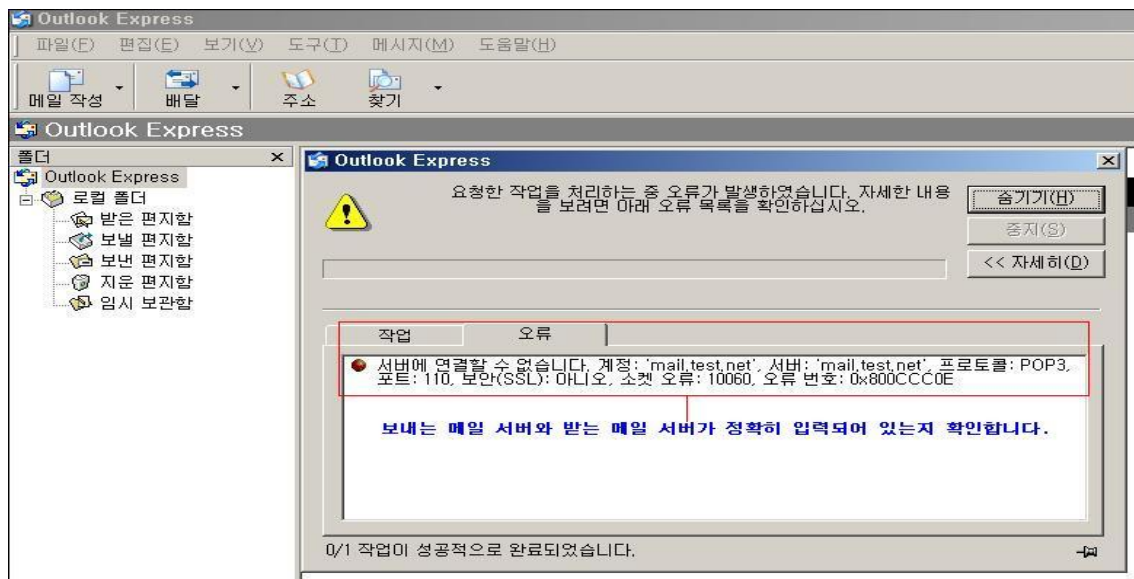 Outlook Express
파일(F) 편집(E) 보기(V) 도구(T) 메시지(M) 도움말(H)
메일 작성 배달 주소 찾기
Outlook Express
폴더
Outlook Express
로컬 폴더
받은 편지함
보낼 편지함
보낸 편지함
지운 편지함
임시 보관함
Outlook Express
요청한 작업을 처리하는 중 오류가 발생하였습니다. 자세한 내용
을 보려면 아래 오류 목록을 확인하십시오.
숨기기(H)
중지(S)
<< 자세히(D)
작업 오류
서버에 연결할 수 없습니다. 계정: 'mail.test.net', 서버: 'mail.test.net', 프로토콜: POP3,
포트: 110, 보안(SSL): 아니오, 소켓 오류: 10060, 오류 번호: 0x800CCC0E
보내는 메일 서버와 받는 메일 서버가 정확히 입력되어 있는지 확인합니다.
0/1 작업이 성공적으로 완료되었습니다.